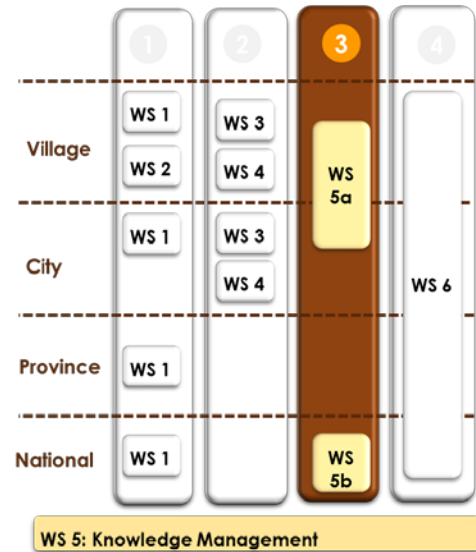 1 2 3 4
Village
WS 1
WS 2
WS 3
WS 4
WS
5a
City
WS 1
WS 3
WS 4
WS 6
Province
WS 1
National
WS 1
WS
5b
WS 5: Knowledge Management